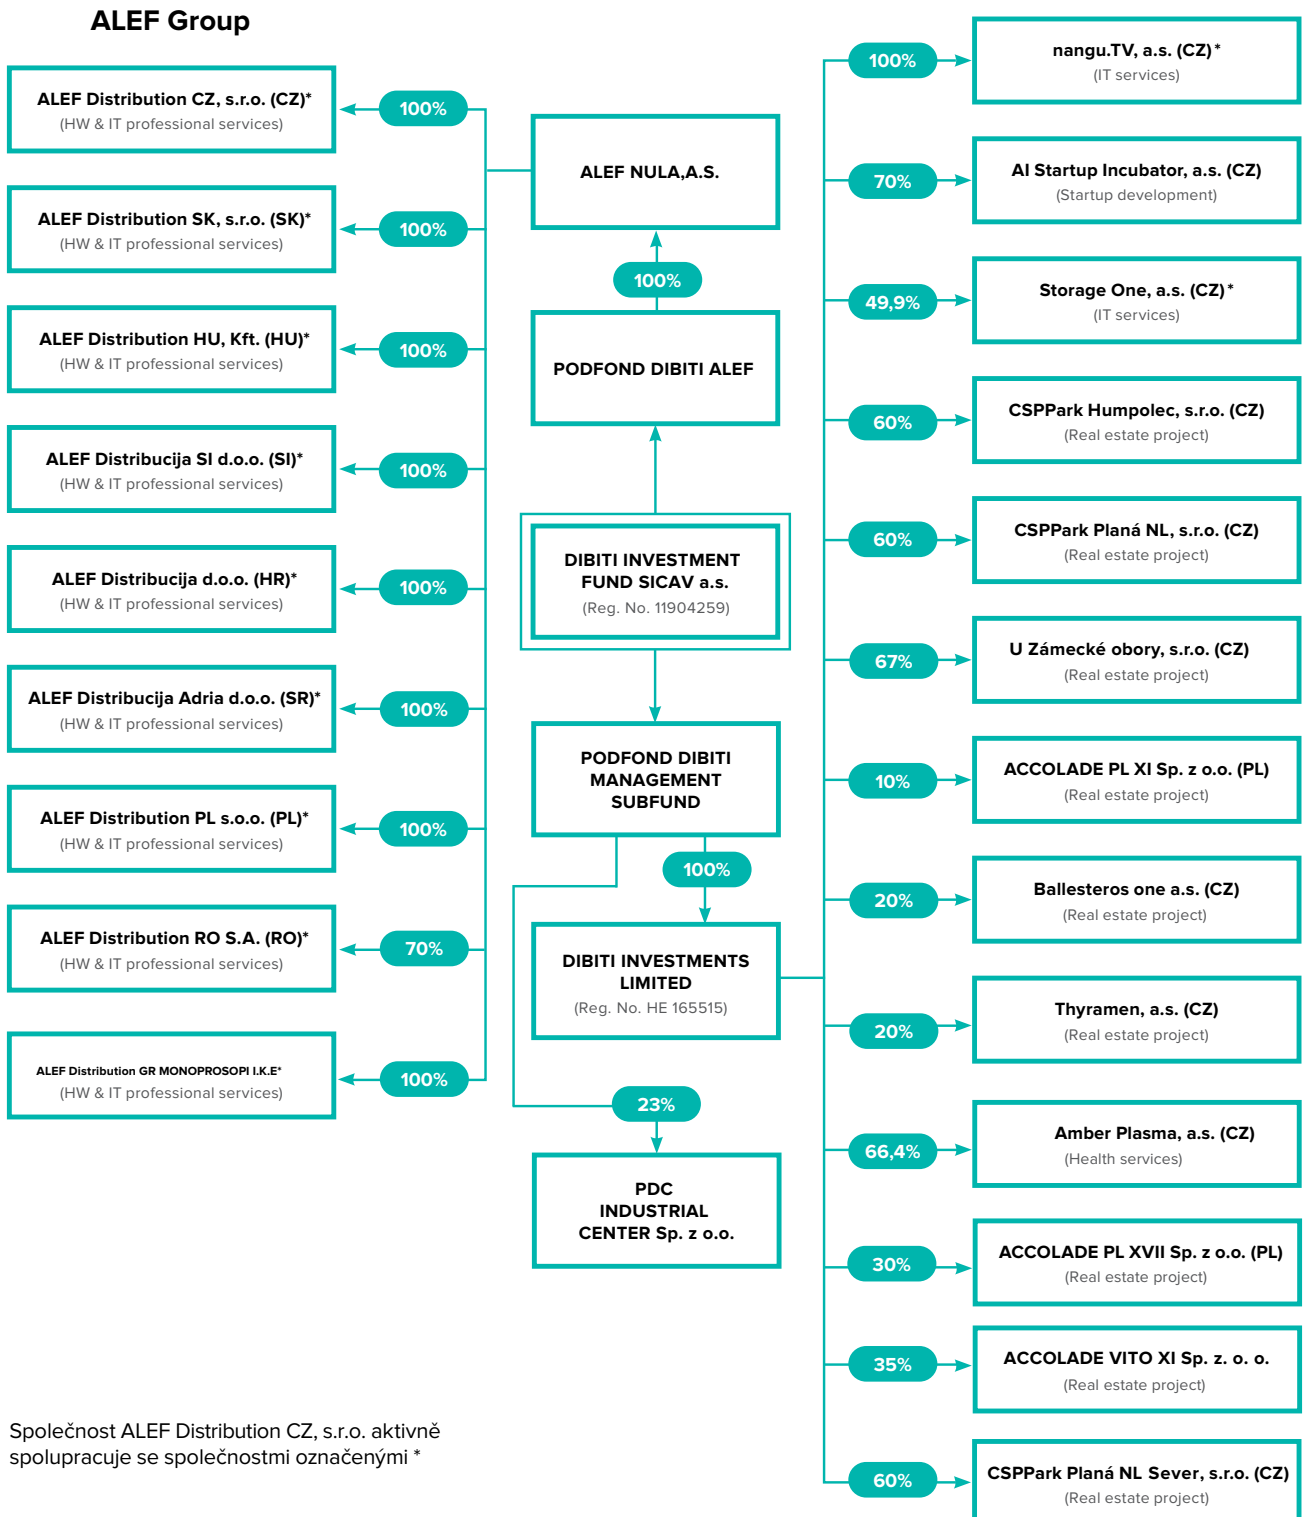 ALEF Group
ALEF Distribution CZ, s.r.o. (CZ)*
(HW & IT professional services)
100%
ALEF Distribution SK, s.r.o. (SK)*
(HW & IT professional services)
100%
ALEF Distribution HU, Kft. (HU)*
(HW & IT professional services)
100%
ALEF Distribucija SI d.o.o. (SI)*
(HW & IT professional services)
100%
ALEF Distribucija d.o.o. (HR)*
(HW & IT professional services)
100%
ALEF Distribucija Adria d.o.o. (SR)*
(HW & IT professional services)
100%
ALEF Distribution PL s.o.o. (PL)*
(HW & IT professional services)
100%
ALEF Distribution RO S.A. (RO)*
(HW & IT professional services)
70%
ALEF Distribution GR MONOPROSOPI I.K.E*
(HW & IT professional services)
100%
ALEF NULA,A.S.
100%
PODFOND DIBITI ALEF
DIBITI INVESTMENT
FUND SICAV a.s.
(Reg. No. 11904259)
PODFOND DIBITI
MANAGEMENT
SUBFUND
100%
DIBITI INVESTMENTS
LIMITED
(Reg. No. HE 165515)
23%
PDC
INDUSTRIAL
CENTER Sp. z o.o.
100%
nangu.TV, a.s. (CZ)*
(IT services)
70%
AI Startup Incubator, a.s. (CZ)
(Startup development)
49,9%
Storage One, a.s. (CZ)*
(IT services)
60%
CSPPark Humpolec, s.r.o. (CZ)
(Real estate project)
60%
CSPPark Planá NL, s.r.o. (CZ)
(Real estate project)
67%
U Zámecké obory, s.r.o. (CZ)
(Real estate project)
10%
ACCOLADE PL XI Sp. z o.o. (PL)
(Real estate project)
20%
Ballesteros one a.s. (CZ)
(Real estate project)
20%
Thyramen, a.s. (CZ)
(Real estate project)
66,4%
Amber Plasma, a.s. (CZ)
(Health services)
30%
ACCOLADE PL XVII Sp. z o.o. (PL)
(Real estate project)
35%
ACCOLADE VITO XI Sp. z. o. o.
(Real estate project)
60%
CSPPark Planá NL Sever, s.r.o. (CZ)
(Real estate project)
Společnost ALEF Distribution CZ, s.r.o. aktivně
spolupracuje se společnostmi označenými *